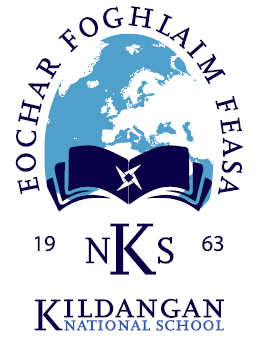 EOCHAR FOGHLAIM FEASA
19 NKS 63
KILDANGAN
NATIONAL SCHOOL